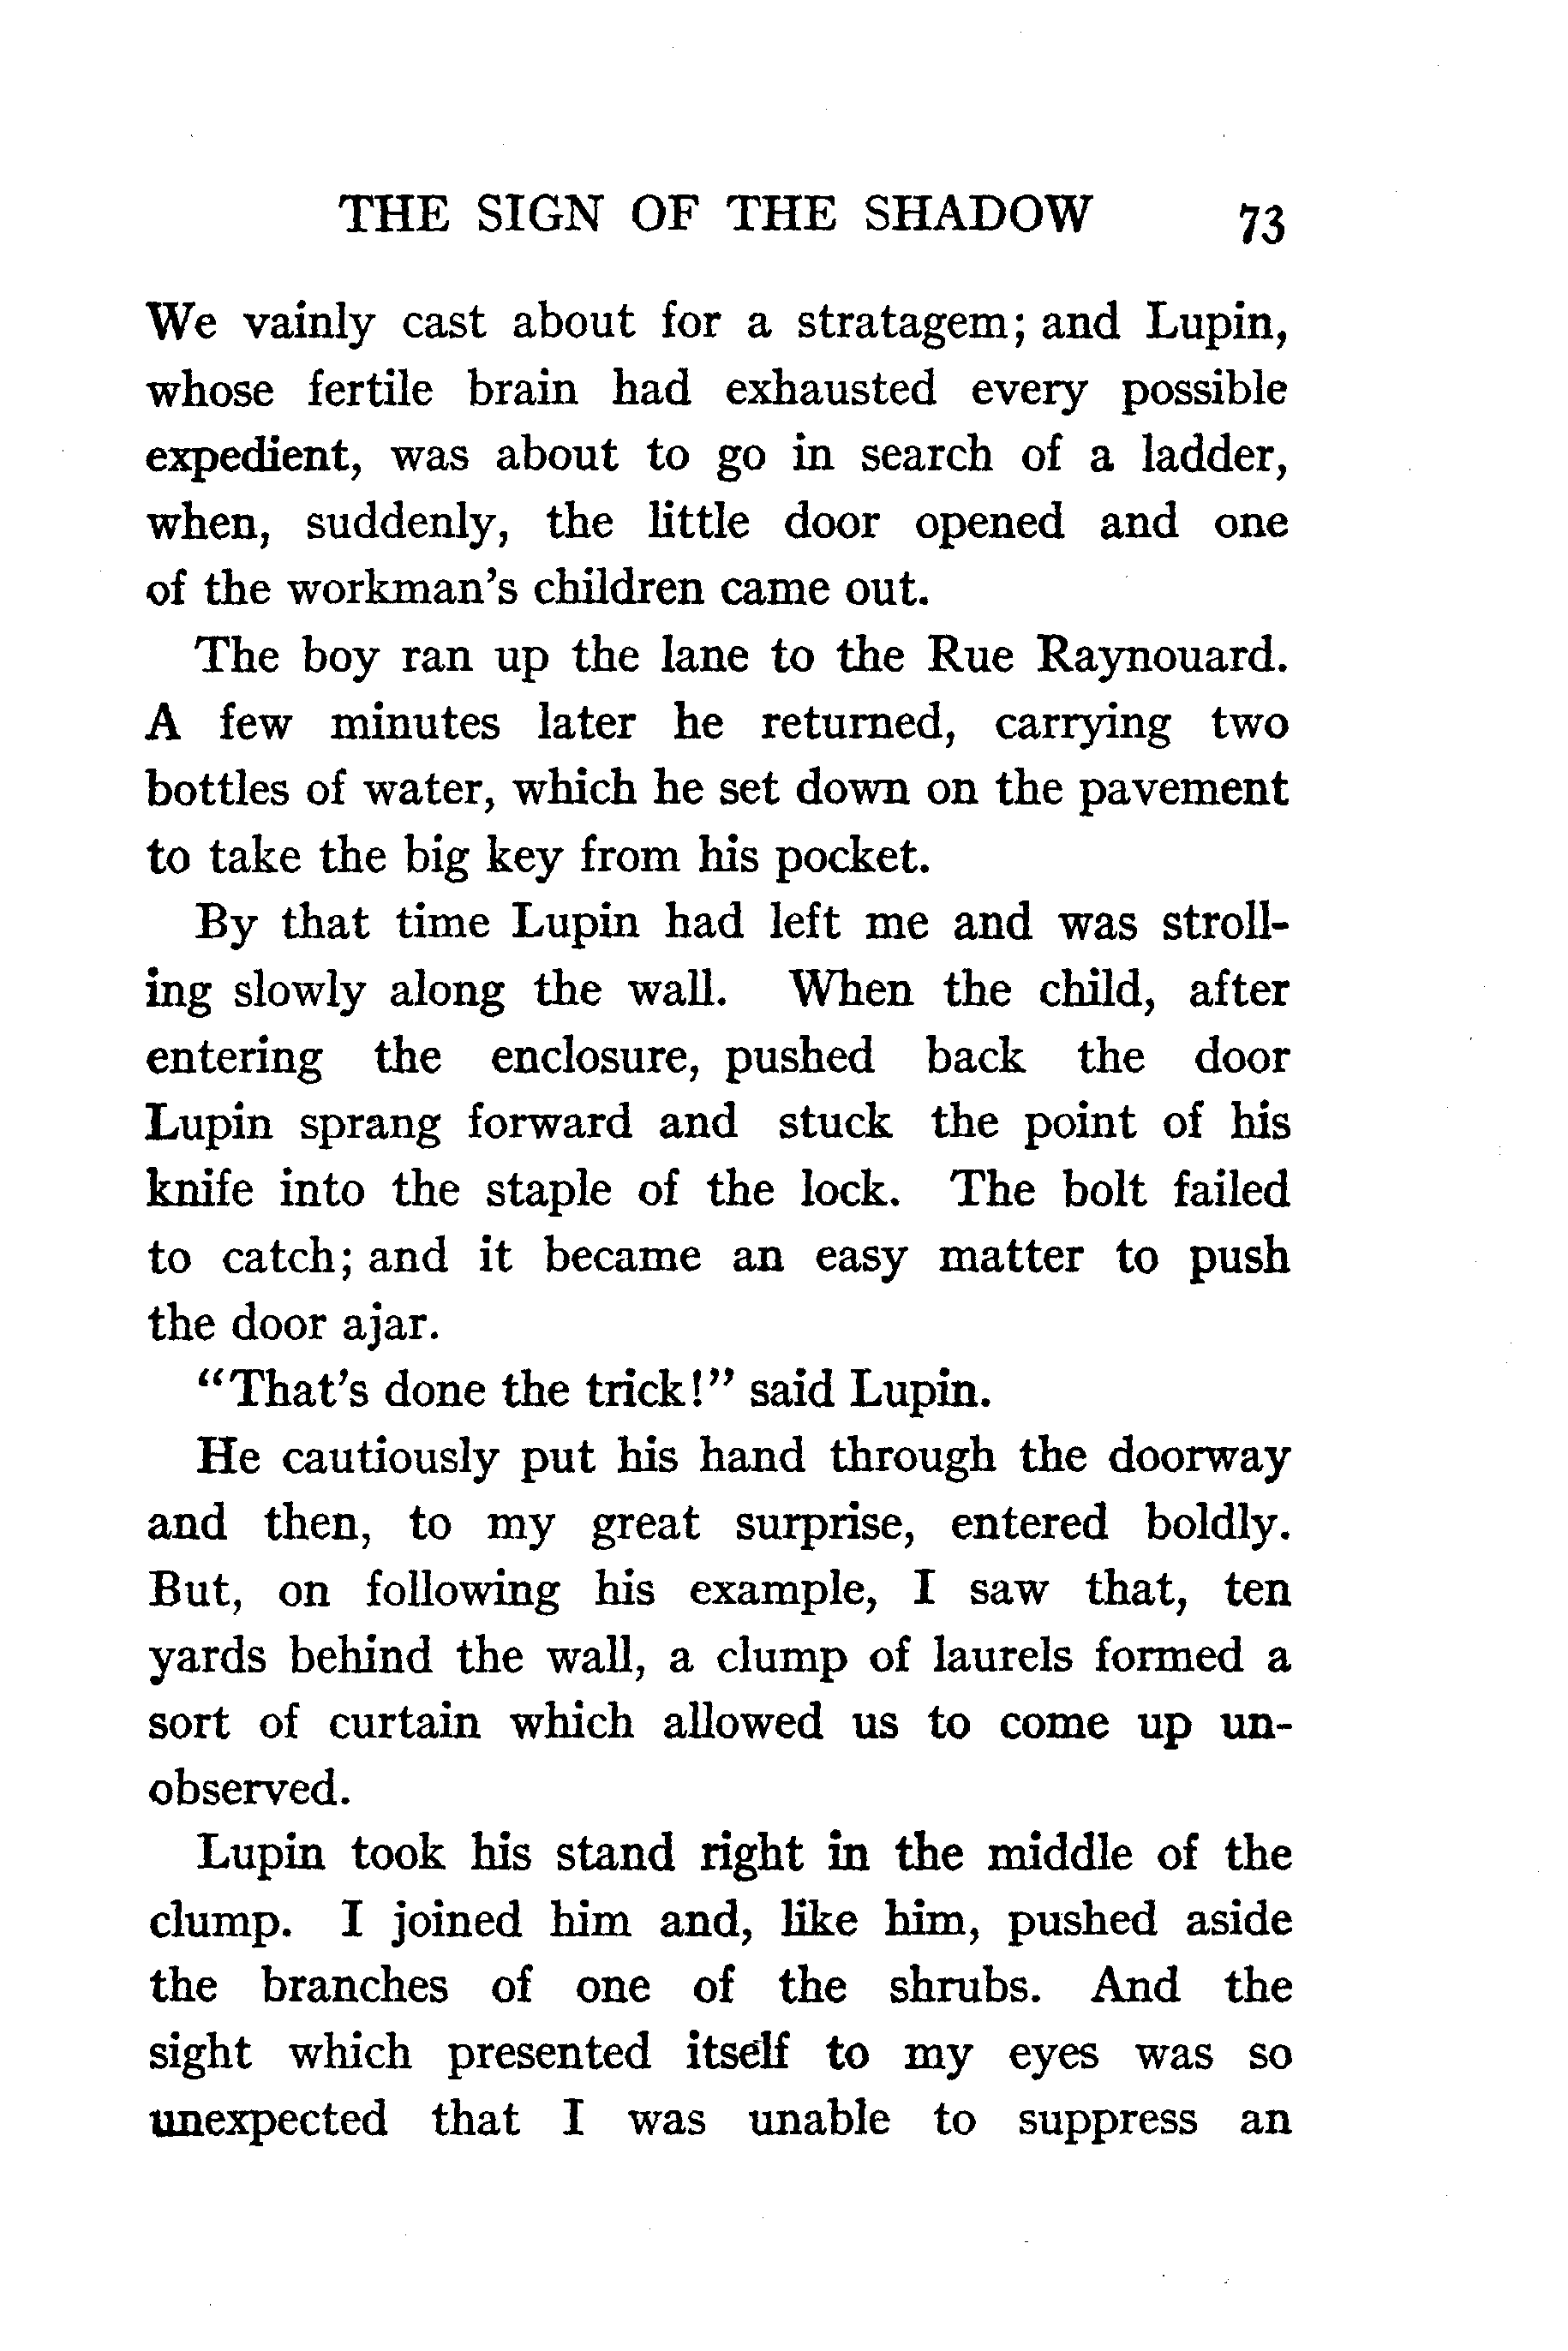 THE SIGN OF THE SHADOW 73
We vainly cast about for a stratagem; and Lupin,
whose fertile brain had exhausted every possible
expedient, was about to go in search of a ladder,
when, suddenly, the little door opened and one
of the workman's children came out.
The boy ran up the lane to the Rue Raynouard.
A few minutes later he returned, carrying two
bottles of water, which he set down on the pavement
to take the big key from his pocket.
By that time Lupin had left me and was stroll-
ing slowly along the wall. When the child, after
entering the enclosure, pushed back the door
Lupin sprang forward and stuck the point of his
knife into the staple of the lock. The bolt failed
to catch; and it became an easy matter to push
the door ajar.
"That's done the trick!" said Lupin.
He cautiously put his hand through the doorway
and then, to my great surprise, entered boldly.
But, on following his example, I saw that, ten
yards behind the wall, a clump of laurels formed a
sort of curtain which allowed us to come up un-
observed.
Lupin took his stand right in the middle of the
clump. I joined him and, like him, pushed aside
the branches of one of the shrubs. And the
sight which presented itself to my eyes was so
unexpected that I was unable to suppress an